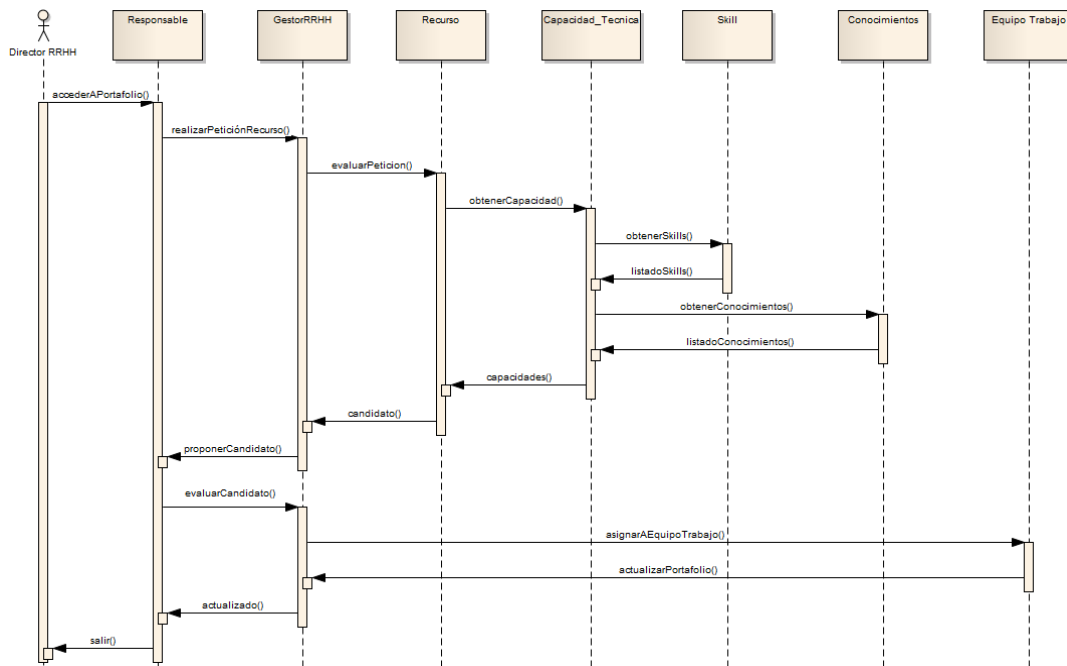 Responsable
GestorRRHH
Recurso
Capacidad_Tecnica
Skill
Conocimientos
Equipo Trabajo
Director RRHH
accederAPortafolio()
realizarPeticiónRecurso()
evaluarPeticion()
obtenerCapacidad()
obtenerSkills()
listadoSkills()
obtenerConocimientos()
listadoConocimientos()
capacidades()
candidato()
proponerCandidato()
evaluarCandidato()
asignarAEquipoTrabajo()
actualizarPortafolio()
actualizado()
salir()